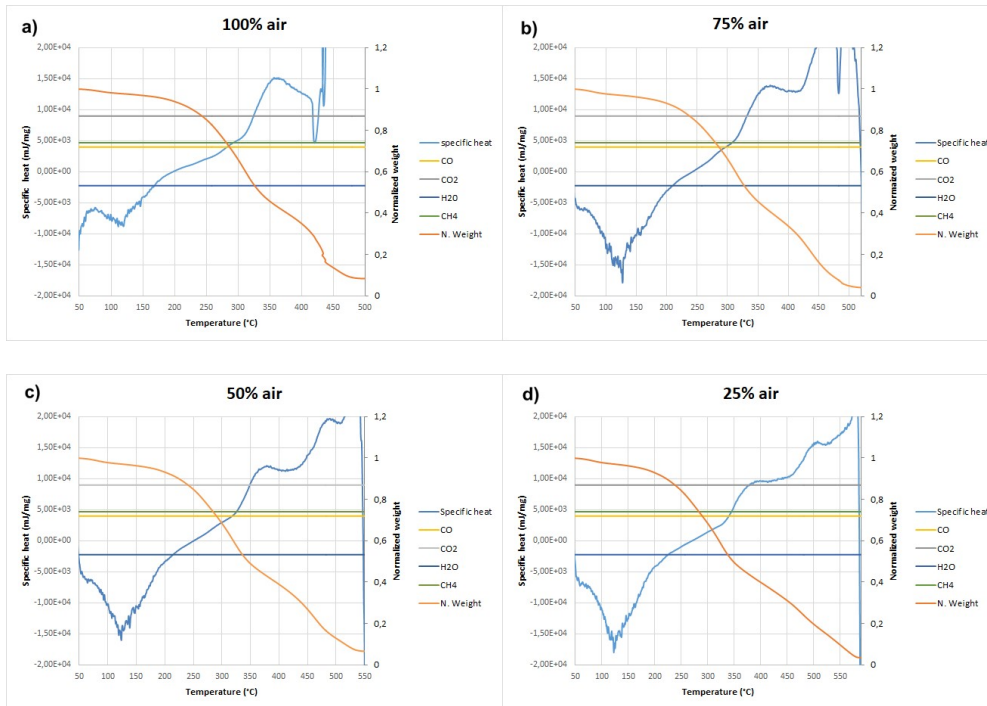 a) 100% air
2,00E+04 1,2
1,50E+04 1
1,00E+04 0,8
5,00E+03 0,6
0,00E+00 0,4
-5,00E+03 0,2
-1,00E+04 0
-1,50E+04
-2,00E+04
Specific heat (mJ/mg)
Normalized weight
50 100 150 200 250 300 350 400 450 500
Temperature (°C)
specific heat
CO
CO2
H2O
CH4
N. Weight
b) 75% air
2,00E+04 1,2
1,50E+04 1
1,00E+04 0,8
5,00E+03 0,6
0,00E+00 0,4
-5,00E+03 0,2
-1,00E+04 0
-1,50E+04
-2,00E+04
Specific heat (mJ/mg)
Normalized weight
50 100 150 200 250 300 350 400 450 500
Temperature (°C)
specific heat
CO
CO2
H2O
CH4
N. Weight
c) 50% air
2,00E+04 1,2
1,50E+04 1
1,00E+04 0,8
5,00E+03 0,6
0,00E+00 0,4
-5,00E+03 0,2
-1,00E+04 0
-1,50E+04
-2,00E+04
Specific heat (mJ/mg)
Normalized weight
50 100 150 200 250 300 350 400 450 500 550
Temperature (°C)
Specific heat
CO
CO2
H2O
CH4
N. Weight
d) 25% air
2,00E+04 1,2
1,50E+04 1
1,00E+04 0,8
5,00E+03 0,6
0,00E+00 0,4
-5,00E+03 0,2
-1,00E+04 0
-1,50E+04
-2,00E+04
Specific heat (mJ/mg)
Normalized weight
50 100 150 200 250 300 350 400 450 500 550
Temperature (°C)
Specific heat
CO
CO2
H2O
CH4
N. Weight